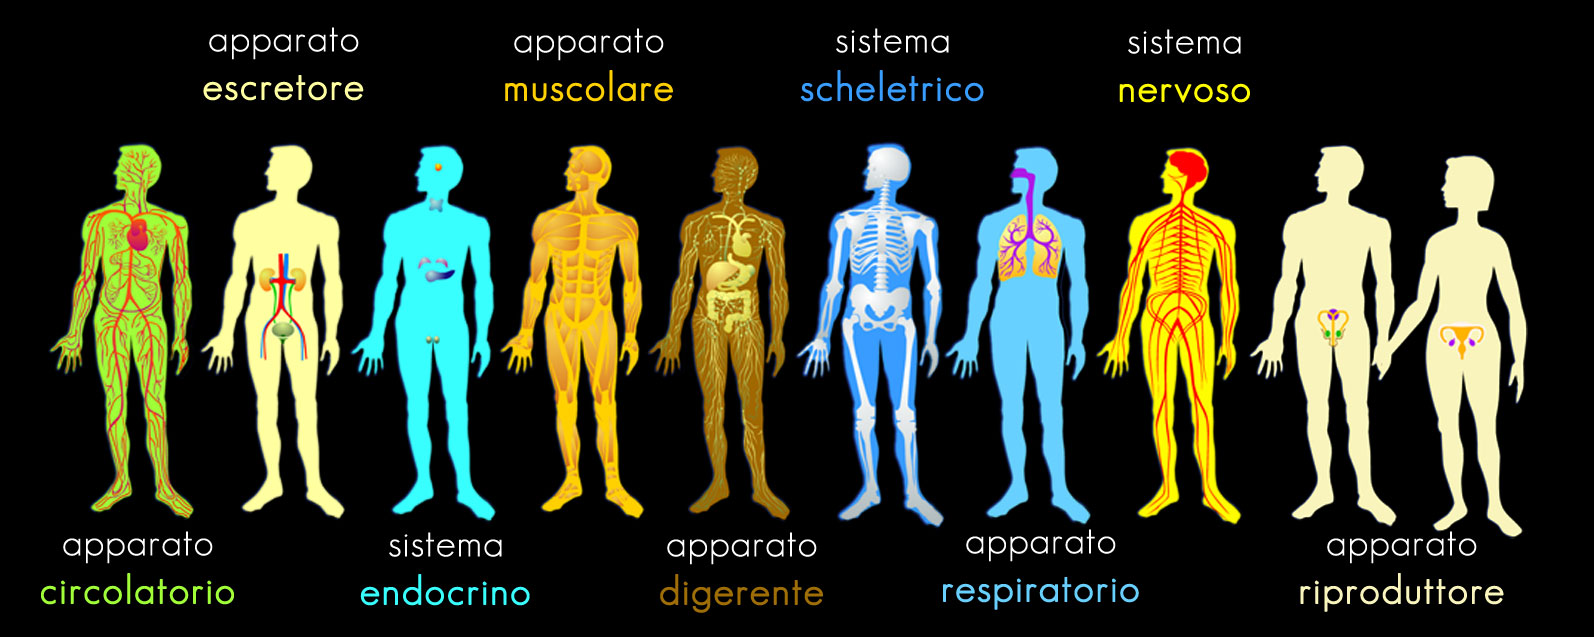 apparato
escretore
apparato
muscolare
sistema
scheletrico
sistema
nervoso
apparato
circolatorio
sistema
endocrino
apparato
digerente
apparato
respiratorio
apparato
riproduttore